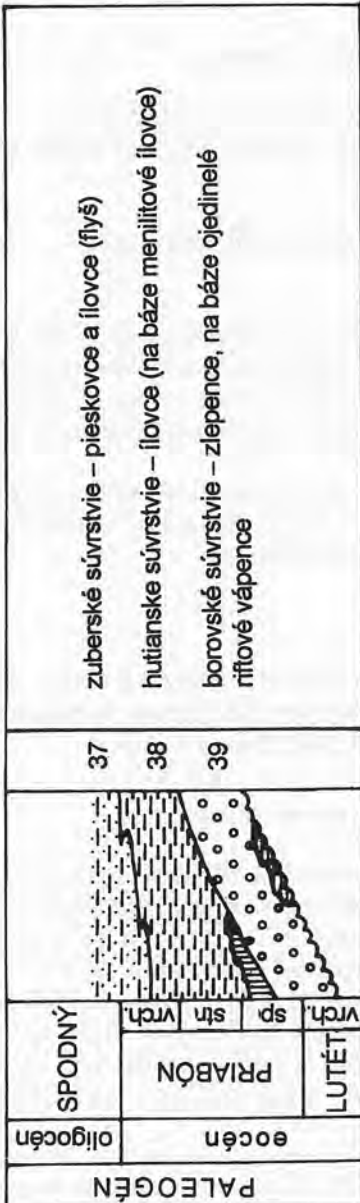 PALEOGÉN
oligocén
eocén
SPODNÝ
PRIABÓN
LUTÉT
vrch.
str.
sp.
vrch.
37
zuberské súvrstvie – pieskovce a ílovce (flyš)
38
hutianske súvrstvie – ílovce (na báze menilitové ílovce)
39
borovské súvrstvie – zlepence, na báze ojedinelé
riftové vápence